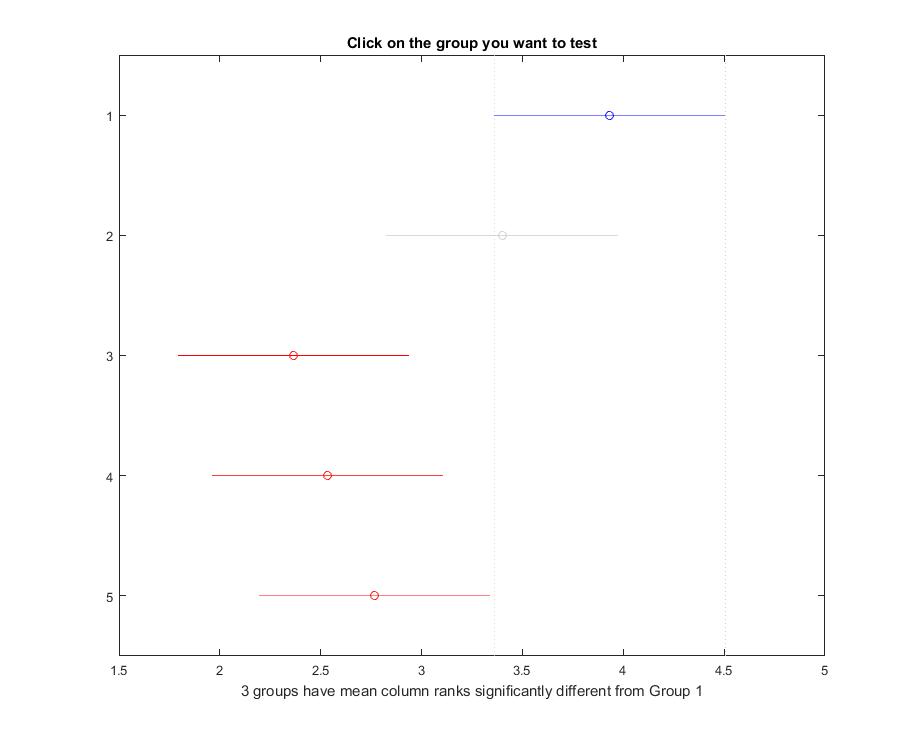 Click on the group you want to test
1
2
3
4
5
1.5 2 2.5 3 3.5 4 4.5 5
3 groups have mean column ranks significantly different from Group 1